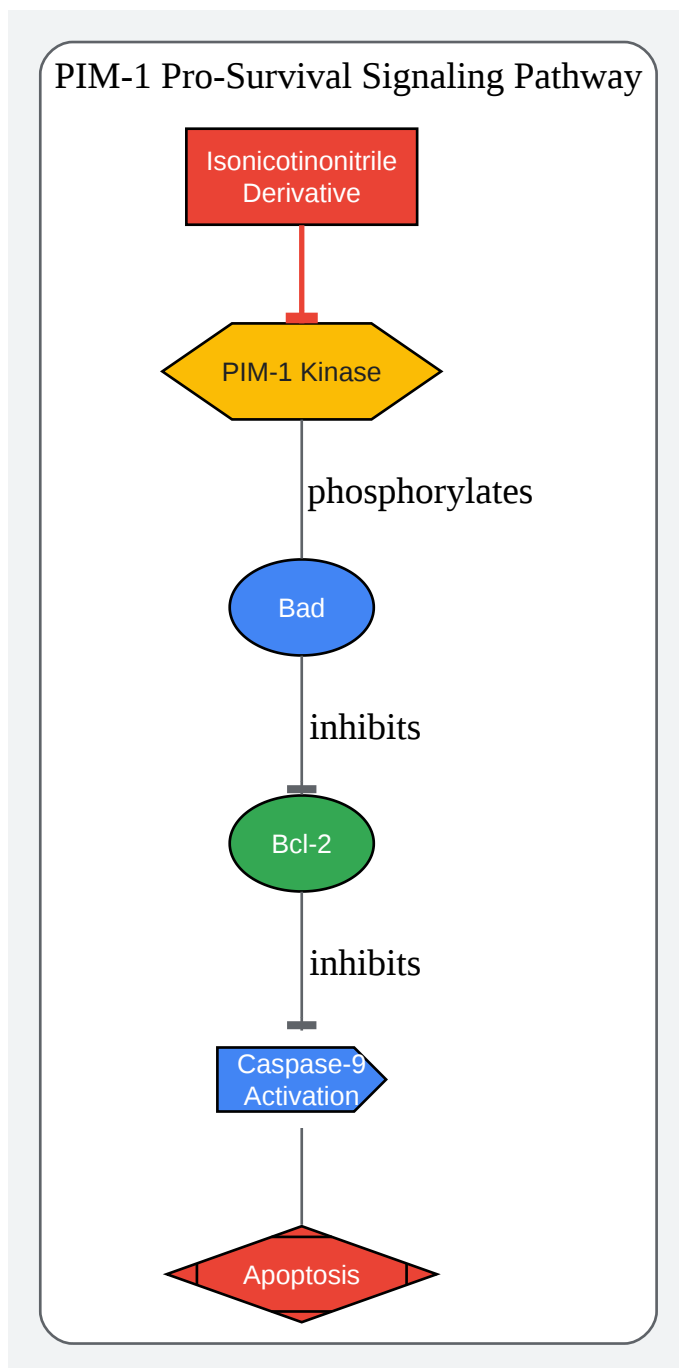 PIM-1 Pro-Survival Signaling Pathway
Isonicotinonitrile
Derivative
PIM-1 Kinase
phosphorylates
Bad
inhibits
Bcl-2
inhibits
Caspase-9
Activation
Apoptosis